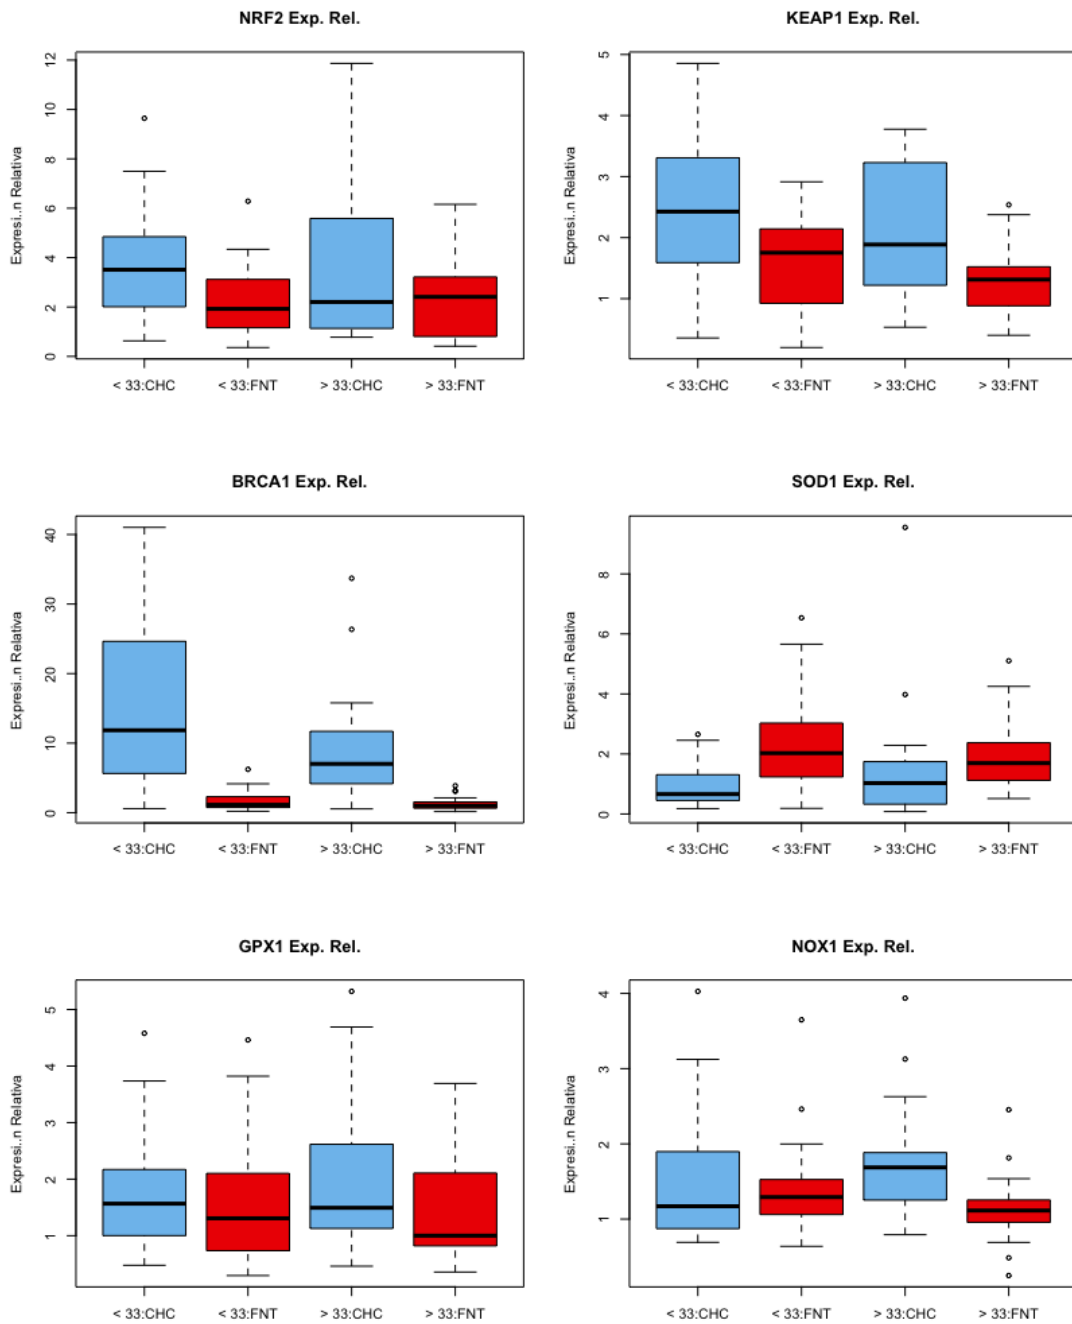 NRF2 Exp. Rel.
Expresi..n Relativa
0 2 4 6 8 10 12
< 33:CHC < 33:FNT > 33:CHC > 33:FNT
KEAP1 Exp. Rel.
Expresi..n Relativa
1 2 3 4 5
< 33:CHC < 33:FNT > 33:CHC > 33:FNT
BRCA1 Exp. Rel.
Expresi..n Relativa
0 10 20 30 40
< 33:CHC < 33:FNT > 33:CHC > 33:FNT
SOD1 Exp. Rel.
Expresi..n Relativa
0 2 4 6 8
< 33:CHC < 33:FNT > 33:CHC > 33:FNT
GPX1 Exp. Rel.
Expresi..n Relativa
1 2 3 4 5
< 33:CHC < 33:FNT > 33:CHC > 33:FNT
NOX1 Exp. Rel.
Expresi..n Relativa
1 2 3 4
< 33:CHC < 33:FNT > 33:CHC > 33:FNT